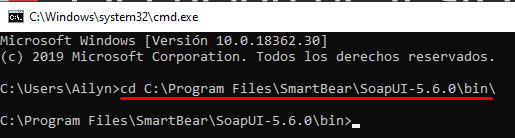 C:\Windows\system32\cmd.exe
Microsoft Windows [Versión 10.0.18362.30]
(c) 2019 Microsoft Corporation. Todos los derechos reservados.
C:\Users\Ailyn>cd C:\Program Files\SmartBear\SoapUI-5.6.0\bin\
C:\Program Files\SmartBear\SoapUI-5.6.0\bin>